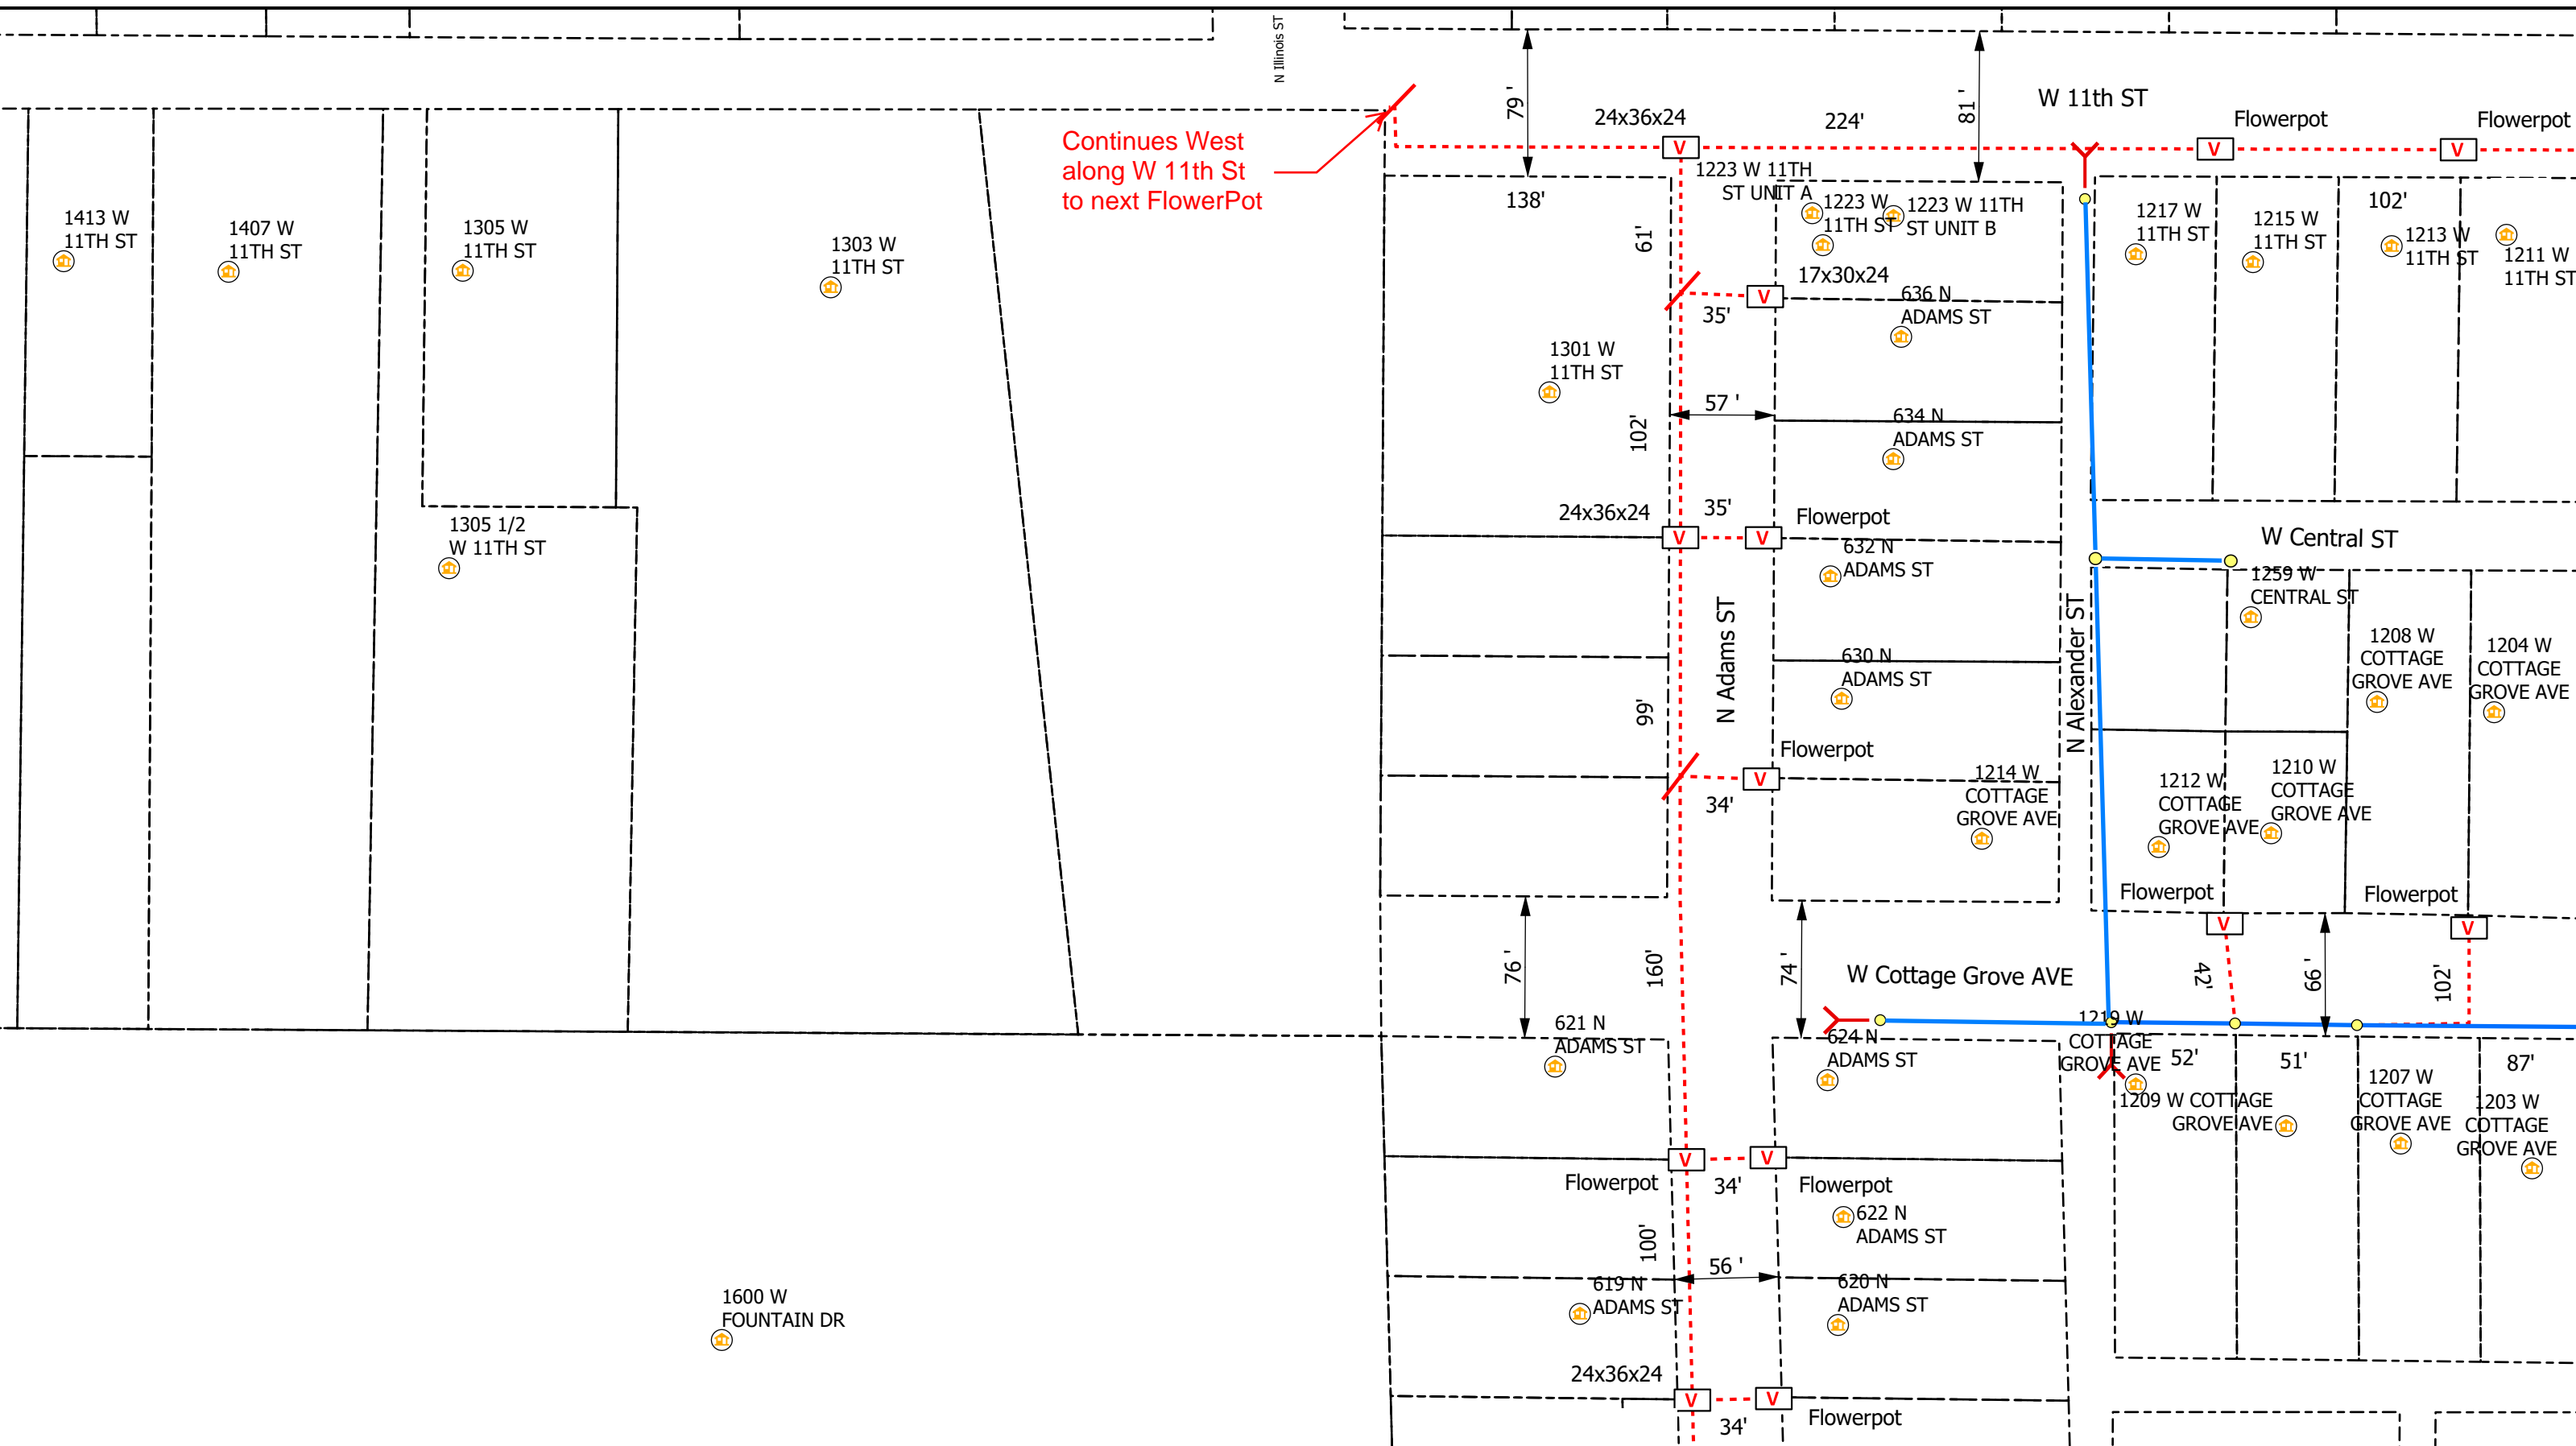 N Illinois ST
79 '
81 '
W 11th ST
24x36x24
224'
Flowerpot
Flowerpot
V
V
V
Continues West
along W 11th St
to next FlowerPot
138'
1223 W 11TH
ST UNIT A
1223 W
11TH ST
1223 W 11TH
ST UNIT B
1217 W
11TH ST
1215 W
11TH ST
102'
1213 W
11TH ST
1211 W
11TH ST
1413 W
11TH ST
1407 W
11TH ST
1305 W
11TH ST
1303 W
11TH ST
61'
17x30x24
V
35'
636 N
ADAMS ST
1301 W
11TH ST
57 '
102'
634 N
ADAMS ST
24x36x24
35'
Flowerpot
V
V
1305 1/2
W 11TH ST
632 N
ADAMS ST
W Central ST
1259 W
CENTRAL ST
N Adams ST
N Alexander ST
630 N
ADAMS ST
1208 W
COTTAGE
GROVE AVE
1204 W
COTTAGE
GROVE AVE
99'
Flowerpot
V
34'
1214 W
COTTAGE
GROVE AVE
1212 W
COTTAGE
GROVE AVE
1210 W
COTTAGE
GROVE AVE
Flowerpot
Flowerpot
V
V
76 '
160'
74 '
W Cottage Grove AVE
42'
66 '
102'
621 N
ADAMS ST
624 N
ADAMS ST
1219 W
COTTAGE
GROVE AVE
52'
51'
87'
1209 W COTTAGE
GROVE AVE
1207 W
COTTAGE
GROVE AVE
1203 W
COTTAGE
GROVE AVE
V
V
Flowerpot
34'
Flowerpot
622 N
ADAMS ST
100'
56 '
619 N
ADAMS ST
620 N
ADAMS ST
1600 W
FOUNTAIN DR
24x36x24
V
V
34'
Flowerpot